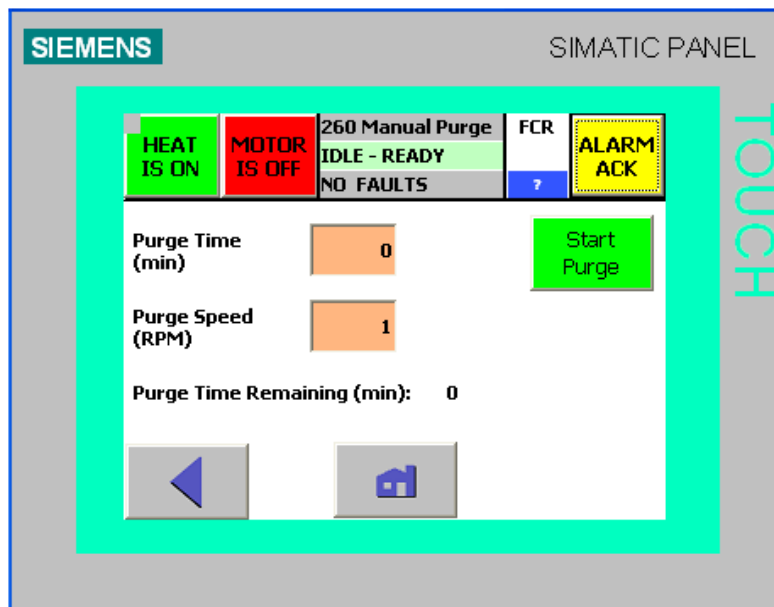 SIEMENS
SIMATIC PANEL
TOUCH
HEAT
IS ON
MOTOR
IS OFF
260 Manual Purge
IDLE - READY
NO FAULTS
FCR
?
ALARM
ACK
Purge Time
(min)
0
Start
Purge
Purge Speed
(RPM)
1
Purge Time Remaining (min): 0